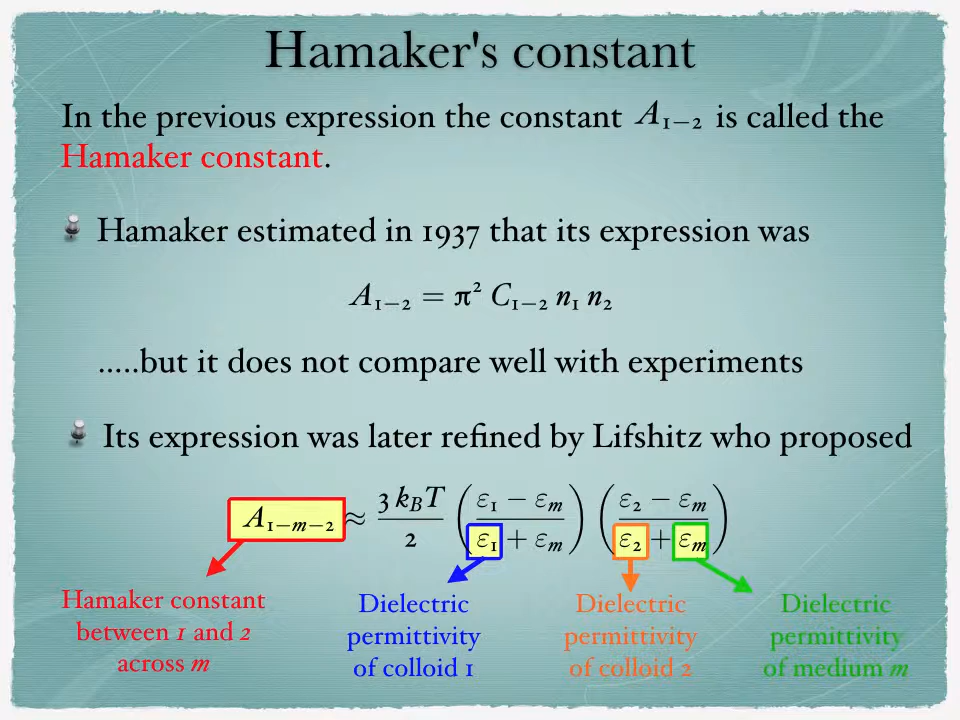 Hamaker's constant
In the previous expression the constant A₁₋₂ is called the
Hamaker constant.
Hamaker estimated in 1937 that its expression was
A₁₋₂ = π² C₁₋₂ n₁ n₂
.....but it does not compare well with experiments
Its expression was later refined by Lifshitz who proposed
A₁₋ₘ₋₂ ≈ 3 k_B T / 2 ( ε₁ − εₘ / ε₁ + εₘ ) ( ε₂ − εₘ / ε₂ + εₘ )
Hamaker constant
between 1 and 2
across m
Dielectric
permittivity
of colloid 1
Dielectric
permittivity
of colloid 2
Dielectric
permittivity
of medium m